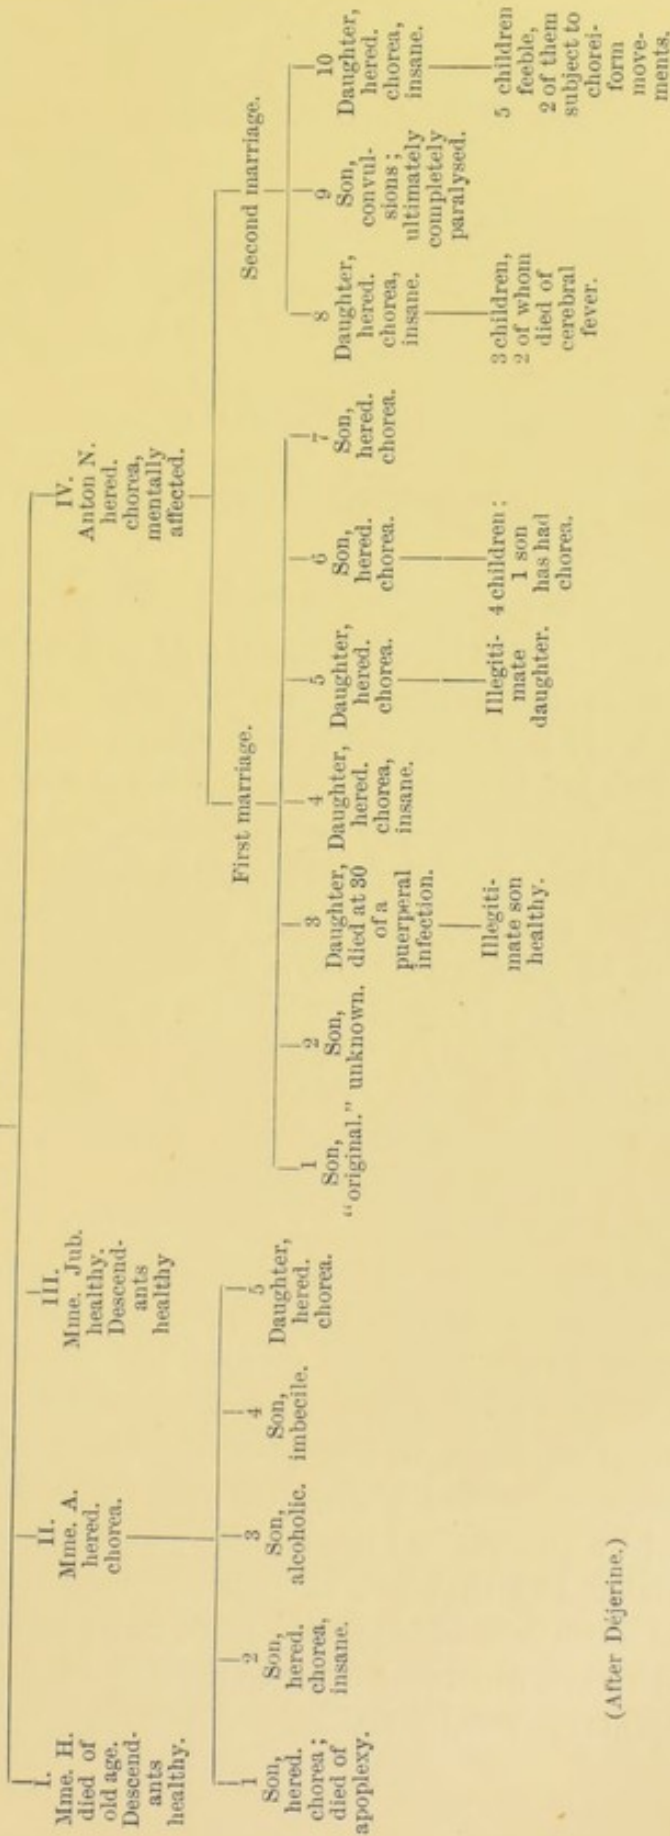 I.
Mme. H.
died of
old age.
Descend-
ants
healthy.
II.
Mme. A.
hered.
chorea.
III.
Mme. Jub.
healthy.
Descend-
ants
healthy
IV.
Anton N.
hered.
chorea,
mentally
affected.
1
Son,
hered.
chorea;
died of
apoplexy.
2
Son,
hered.
chorea,
insane.
3
Son,
alcoholic.
4
Son,
imbecile.
5
Daughter,
hered.
chorea.
First marriage.
Second marriage.
1
Son,
“original.”
2
Son,
unknown.
3
Daughter,
died at 30
of a
puerperal
infection.
4
Daughter,
hered.
chorea,
insane.
5
Daughter,
hered.
chorea.
6
Son,
hered.
chorea.
7
Son,
hered.
chorea.
8
Daughter,
hered.
chorea,
insane.
9
Son,
convul-
sions;
ultimately
completely
paralysed.
10
Daughter,
hered.
chorea,
insane.
Illegiti-
mate son
healthy.
Illegiti-
mate
daughter.
4 children;
1 son
has had
chorea.
3 children,
2 of whom
died of
cerebral
fever.
5 children
feeble,
2 of them
subject to
chorei-
form
move-
ments.
(After Déjerine.)